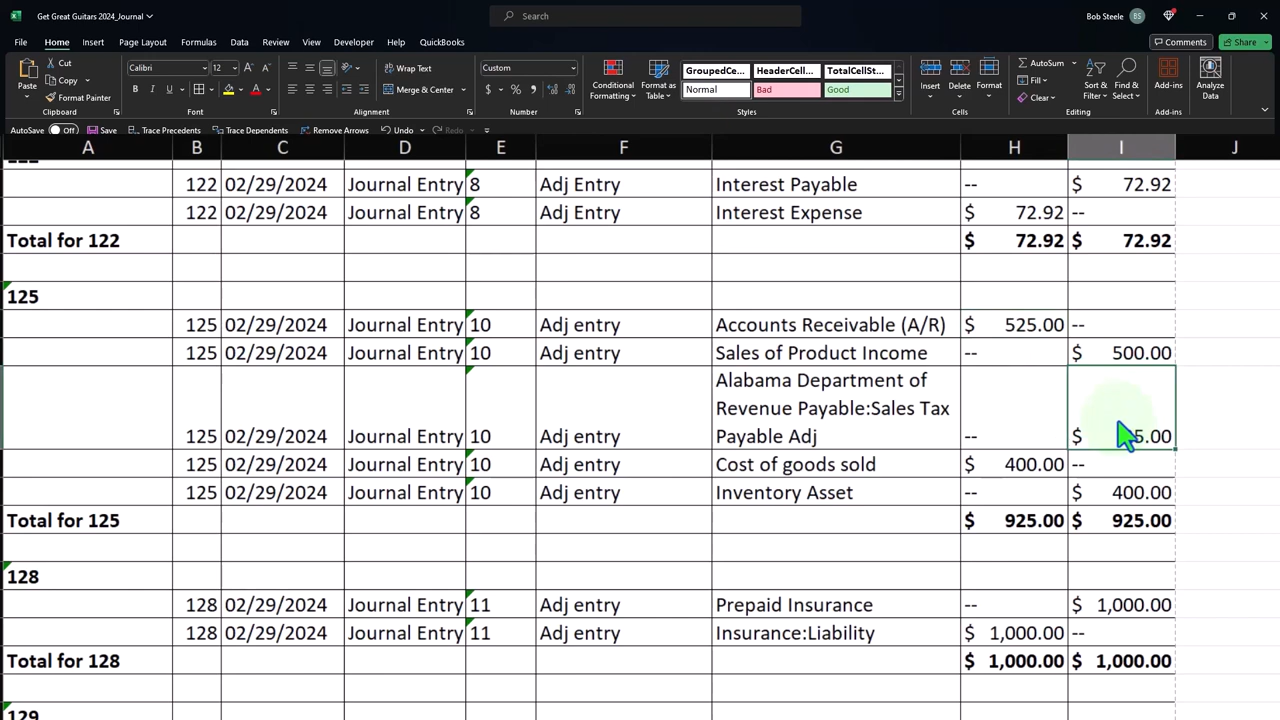 Get Great Guitars 2024_Journal
Search
Bob Steele BS
File Home Insert Page Layout Formulas Data Review View Developer Help QuickBooks Comments Share
Paste Cut Copy Format Painter
Clipboard
Calibri 12
Font
Wrap Text
Merge & Center
Alignment
Custom
Number
Conditional Formatting
Format as Table
GroupedCe... HeaderCell... TotalCellSt...
Normal Bad Good
Styles
Insert Delete Format
Cells
AutoSum Fill Clear
Sort & Filter Find & Select
Editing
Add-ins
Add-ins
Analyze Data
AutoSave Off Save Trace Precedents Trace Dependents Remove Arrows Undo Redo
A B C D E F G H I J
122 02/29/2024 Journal Entry 8 Adj Entry Interest Payable -- $ 72.92
122 02/29/2024 Journal Entry 8 Adj Entry Interest Expense $ 72.92 --
Total for 122 $ 72.92 $ 72.92
125
125 02/29/2024 Journal Entry 10 Adj entry Accounts Receivable (A/R) $ 525.00 --
125 02/29/2024 Journal Entry 10 Adj entry Sales of Product Income -- $ 500.00
Alabama Department of
Revenue Payable:Sales Tax
125 02/29/2024 Journal Entry 10 Adj entry Payable Adj -- $ 5.00
125 02/29/2024 Journal Entry 10 Adj entry Cost of goods sold $ 400.00 --
125 02/29/2024 Journal Entry 10 Adj entry Inventory Asset -- $ 400.00
Total for 125 $ 925.00 $ 925.00
128
128 02/29/2024 Journal Entry 11 Adj entry Prepaid Insurance -- $ 1,000.00
128 02/29/2024 Journal Entry 11 Adj entry Insurance:Liability $ 1,000.00 --
Total for 128 $ 1,000.00 $ 1,000.00
129